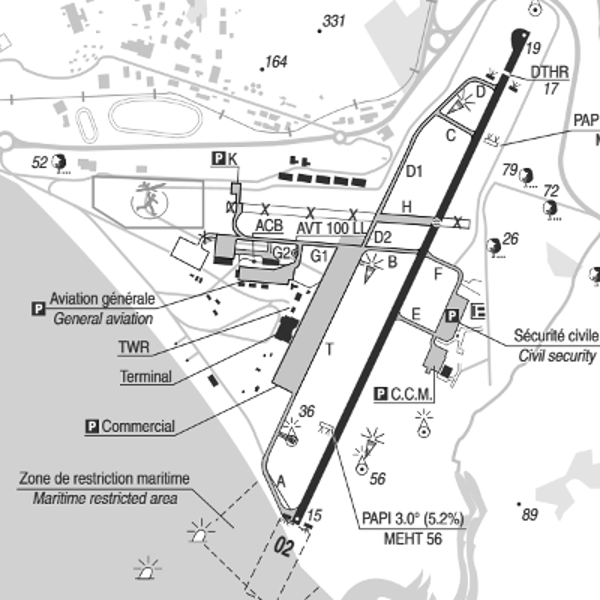 331
19
164
DTHR
17
D
PAP
M
C
52
P K
D1
79
72
H
X X X X
ACB
AVT 100 LL
D2
26
G2
G1
B
F
P Aviation générale
General aviation
P
E
Sécurité civile
Civil security
TWR
T
Terminal
P C.C.M.
P Commercial
36
56
Zone de restriction maritime
Maritime restricted area
A
15
89
PAPI 3.0° (5.2%)
MEHT 56
02